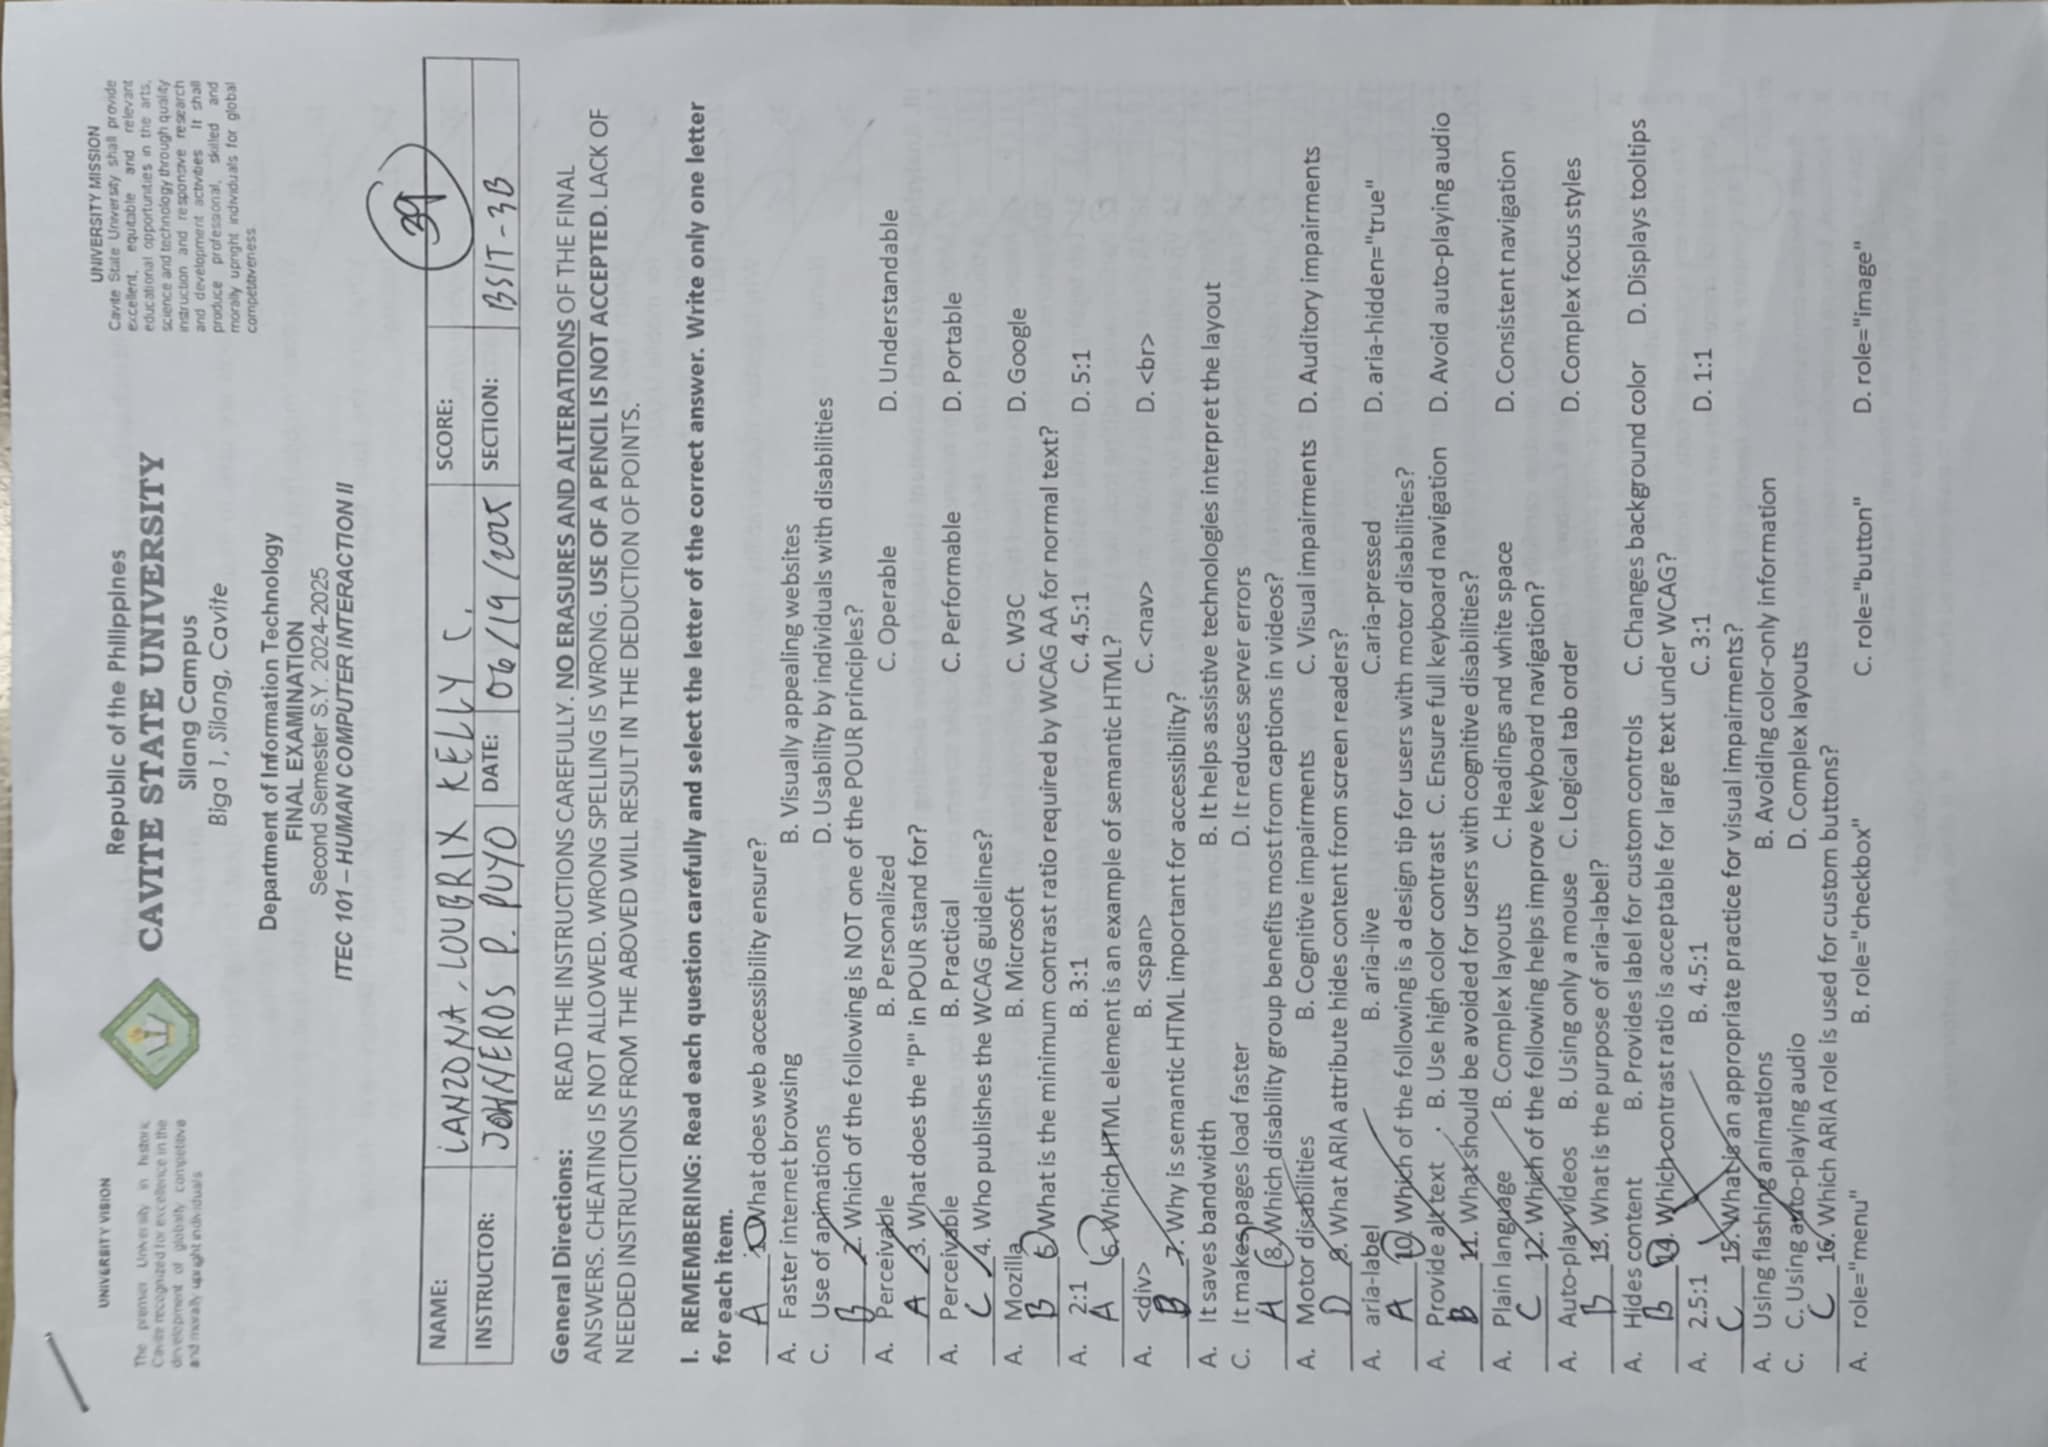 UNIVERSITY VISION
The premier University in historic
Cavite recognized for excellence in the
development of globally competitive
and morally upright individuals
Republic of the Philippines
CAVITE STATE UNIVERSITY
Silang Campus
Biga 1, Silang, Cavite
UNIVERSITY MISSION
Cavite State University shall provide
excellent, equitable and relevant
educational opportunities in the arts,
science and technology through quality
instruction and responsive research
and development activities It shall
produce professional, skilled and
morally upright individuals for global
competitiveness
Department of Information Technology
FINAL EXAMINATION
Second Semester S.Y. 2024-2025
ITEC 101 – HUMAN COMPUTER INTERACTION II
NAME: LANZONA, LOUBRIX KELLY C. SCORE: 39
INSTRUCTOR: JOHNEROS P. PUYO DATE: 06/19/2025 SECTION: BSIT-3B
General Directions: READ THE INSTRUCTIONS CAREFULLY. NO ERASURES AND ALTERATIONS OF THE FINAL
ANSWERS. CHEATING IS NOT ALLOWED. WRONG SPELLING IS WRONG. USE OF A PENCIL IS NOT ACCEPTED. LACK OF
NEEDED INSTRUCTIONS FROM THE ABOVED WILL RESULT IN THE DEDUCTION OF POINTS.
I. REMEMBERING: Read each question carefully and select the letter of the correct answer. Write only one letter
for each item.
A 1. What does web accessibility ensure?
A. Faster internet browsing B. Visually appealing websites
C. Use of animations D. Usability by individuals with disabilities
B 2. Which of the following is NOT one of the POUR principles?
A. Perceivable B. Personalized C. Operable D. Understandable
A 3. What does the "P" in POUR stand for?
A. Perceivable B. Practical C. Performable D. Portable
C 4. Who publishes the WCAG guidelines?
A. Mozilla B. Microsoft C. W3C D. Google
B 5. What is the minimum contrast ratio required by WCAG AA for normal text?
A. 2:1 B. 3:1 C. 4.5:1 D. 5:1
A 6. Which HTML element is an example of semantic HTML?
A. <div> B. <span> C. <nav> D. <br>
B 7. Why is semantic HTML important for accessibility?
A. It saves bandwidth B. It helps assistive technologies interpret the layout
C. It makes pages load faster D. It reduces server errors
A 8. Which disability group benefits most from captions in videos?
A. Motor disabilities B. Cognitive impairments C. Visual impairments D. Auditory impairments
D 9. What ARIA attribute hides content from screen readers?
A. aria-label B. aria-live C.aria-pressed D. aria-hidden="true"
A 10. Which of the following is a design tip for users with motor disabilities?
A. Provide alt text B. Use high color contrast C. Ensure full keyboard navigation D. Avoid auto-playing audio
B 11. What should be avoided for users with cognitive disabilities?
A. Plain language B. Complex layouts C. Headings and white space D. Consistent navigation
C 12. Which of the following helps improve keyboard navigation?
A. Auto-play videos B. Using only a mouse C. Logical tab order D. Complex focus styles
B 13. What is the purpose of aria-label?
A. Hides content B. Provides label for custom controls C. Changes background color D. Displays tooltips
B 14. Which contrast ratio is acceptable for large text under WCAG?
A. 2.5:1 B. 4.5:1 C. 3:1 D. 1:1
C 15. What is an appropriate practice for visual impairments?
A. Using flashing animations B. Avoiding color-only information
C. C. Using auto-playing audio D. Complex layouts
C 16. Which ARIA role is used for custom buttons?
A. role="menu" B. role="checkbox" C. role="button" D. role="image"